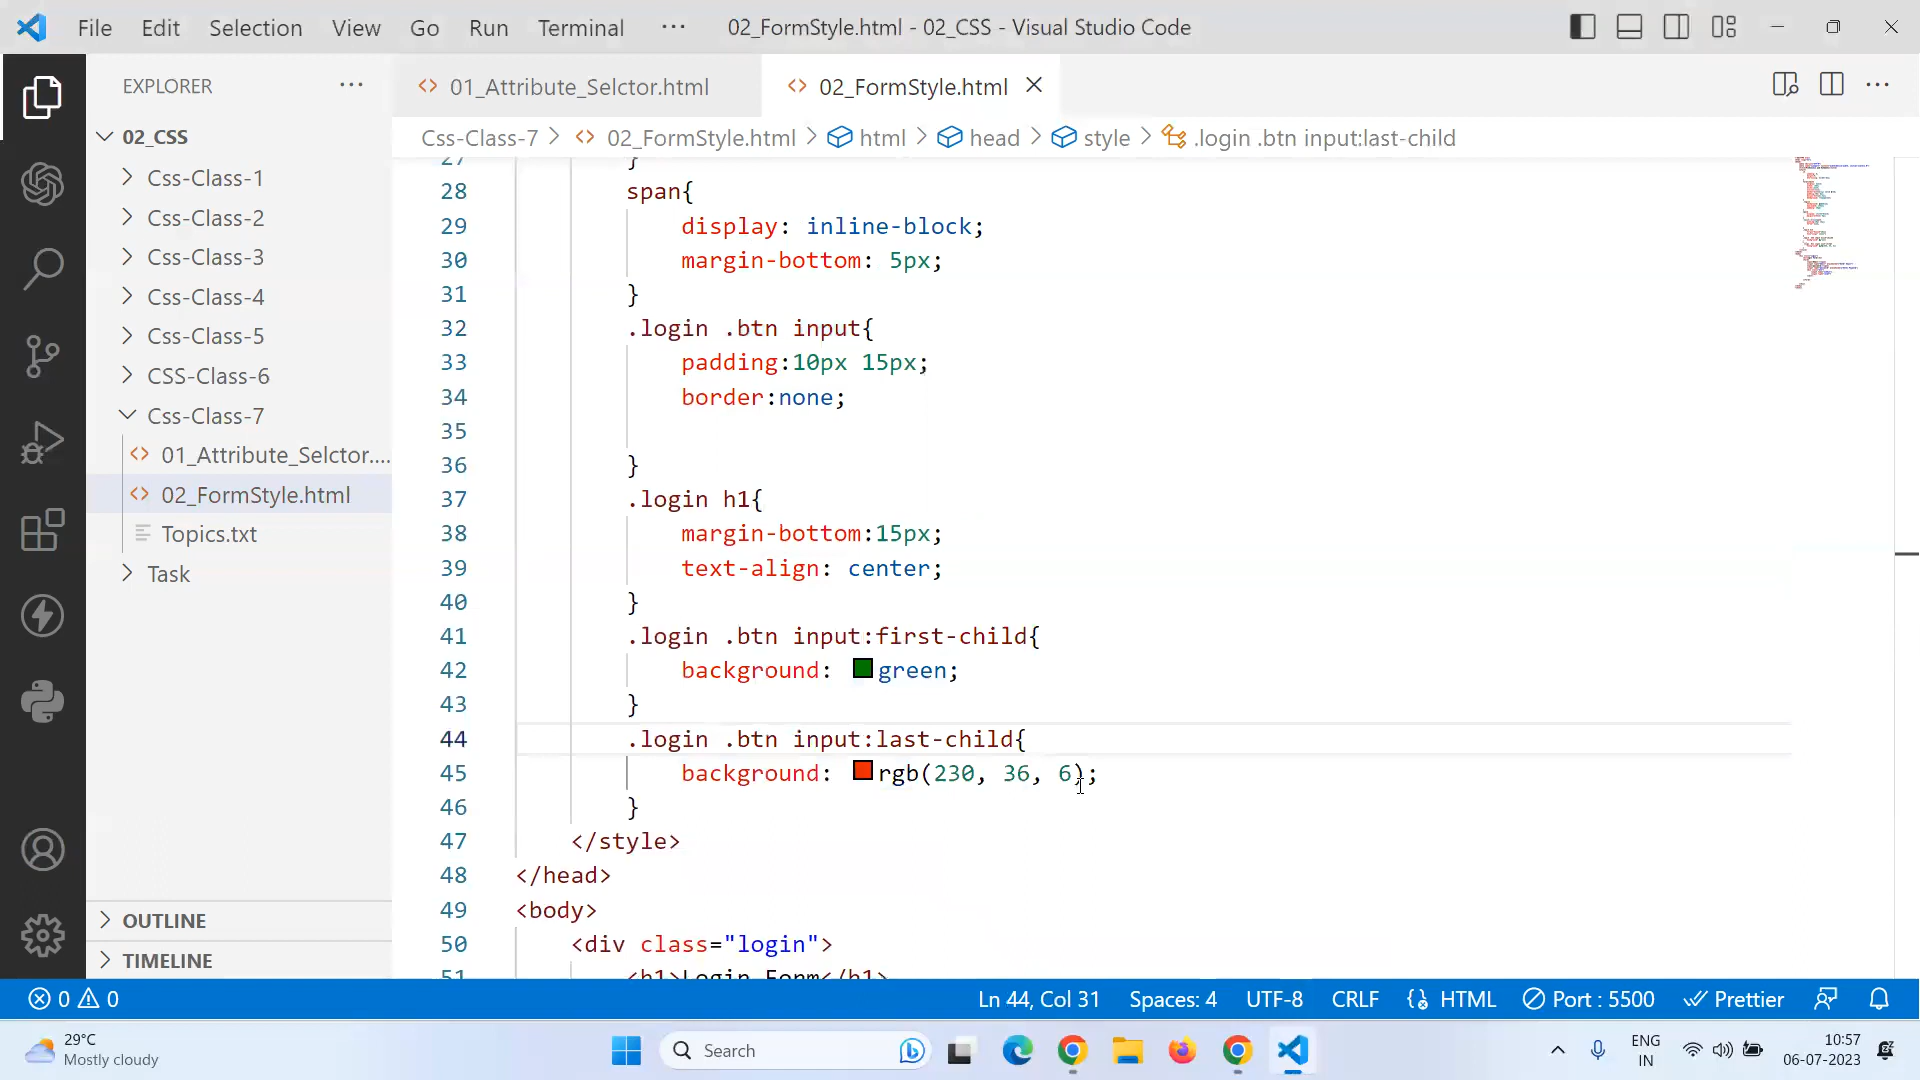 File Edit Selection View Go Run Terminal ··· 02_FormStyle.html - 02_CSS - Visual Studio Code
EXPLORER ···
01_Attribute_Selctor.html
02_FormStyle.html
02_CSS
Css-Class-1
Css-Class-2
Css-Class-3
Css-Class-4
Css-Class-5
CSS-Class-6
Css-Class-7
01_Attribute_Selctor....
02_FormStyle.html
Topics.txt
Task
OUTLINE
TIMELINE
Css-Class-7 > 02_FormStyle.html > html > head > style > .login .btn input:last-child
27 }
28 span{
29 display: inline-block;
30 margin-bottom: 5px;
31 }
32 .login .btn input{
33 padding:10px 15px;
34 border:none;
35
36 }
37 .login h1{
38 margin-bottom:15px;
39 text-align: center;
40 }
41 .login .btn input:first-child{
42 background: green;
43 }
44 .login .btn input:last-child{
45 background: rgb(230, 36, 6);
46 }
47 </style>
48 </head>
49 <body>
50 <div class="login">
51 <h1>Login Form</h1>
0 0 Ln 44, Col 31 Spaces: 4 UTF-8 CRLF HTML Port : 5500 Prettier
29°C
Mostly cloudy
Search
ENG
IN
10:57
06-07-2023